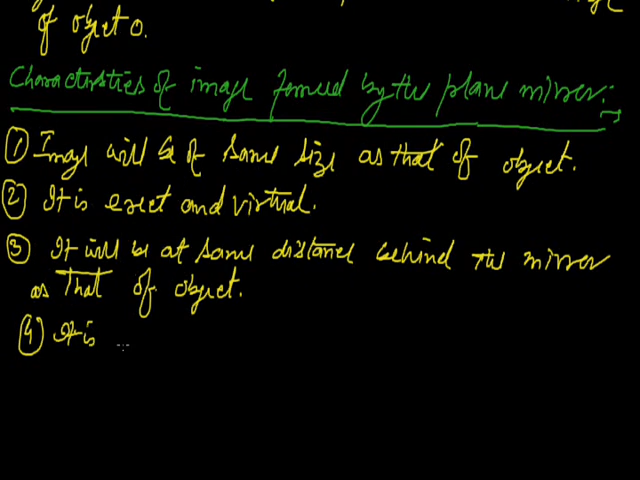 of object O.
Characteristics of image formed by the plane mirror:-
① Image will be of same size as that of object.
② It is erect and virtual.
③ It will be at same distance behind the mirror
as that of object.
④ It is